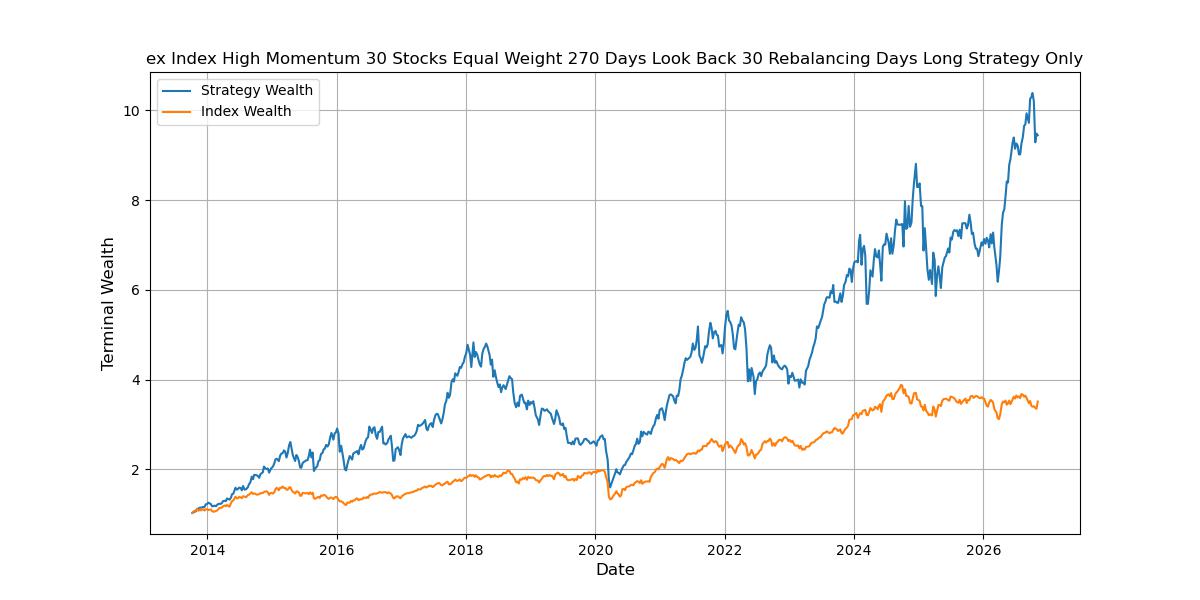 ex Index High Momentum 30 Stocks Equal Weight 270 Days Look Back 30 Rebalancing Days Long Strategy Only
Strategy Wealth
Index Wealth
Terminal Wealth
10
8
6
4
2
2014 2016 2018 2020 2022 2024 2026
Date